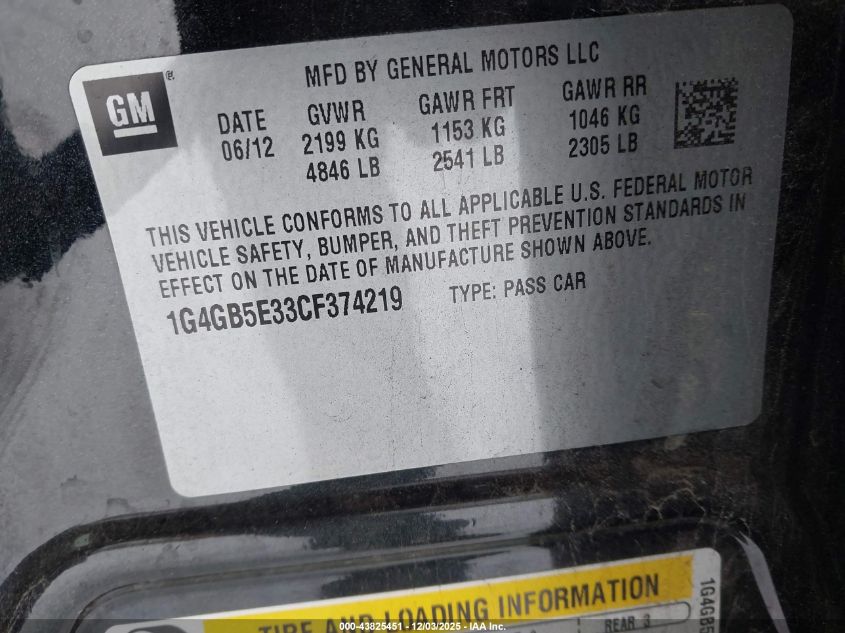 MFD BY GENERAL MOTORS LLC
GM
DATE GVWR GAWR FRT GAWR RR
06/12 2199 KG 1153 KG 1046 KG
4846 LB 2541 LB 2305 LB
THIS VEHICLE CONFORMS TO ALL APPLICABLE U.S. FEDERAL MOTOR
VEHICLE SAFETY, BUMPER, AND THEFT PREVENTION STANDARDS IN
EFFECT ON THE DATE OF MANUFACTURE SHOWN ABOVE.
1G4GB5E33CF374219 TYPE: PASS CAR
TIRE AND LOADING INFORMATION
REAR 3
1G4GB5
000-43825451 - 12/03/2025 - IAA Inc.